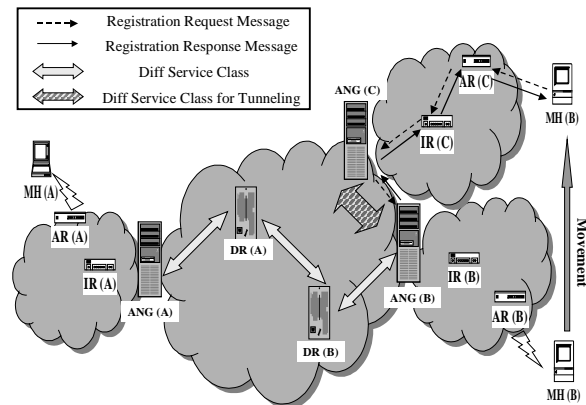 Registration Request Message
Registration Response Message
Diff Service Class
Diff Service Class for Tunneling
ANG (C)
AR (C)
MH (B)
IR (C)
MH (A)
AR (A)
DR (A)
IR (A)
ANG (A)
ANG (B)
IR (B)
AR (B)
DR (B)
Movement
MH (B)